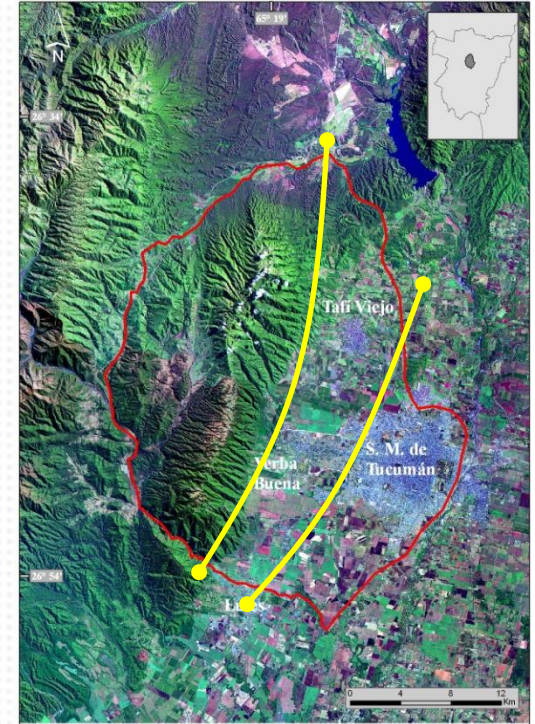 65° 19'
N
26° 34'
Tafí Viejo
S. M. de
Tucumán
Yerba
Buena
26° 54'
0 4 8 12
Km